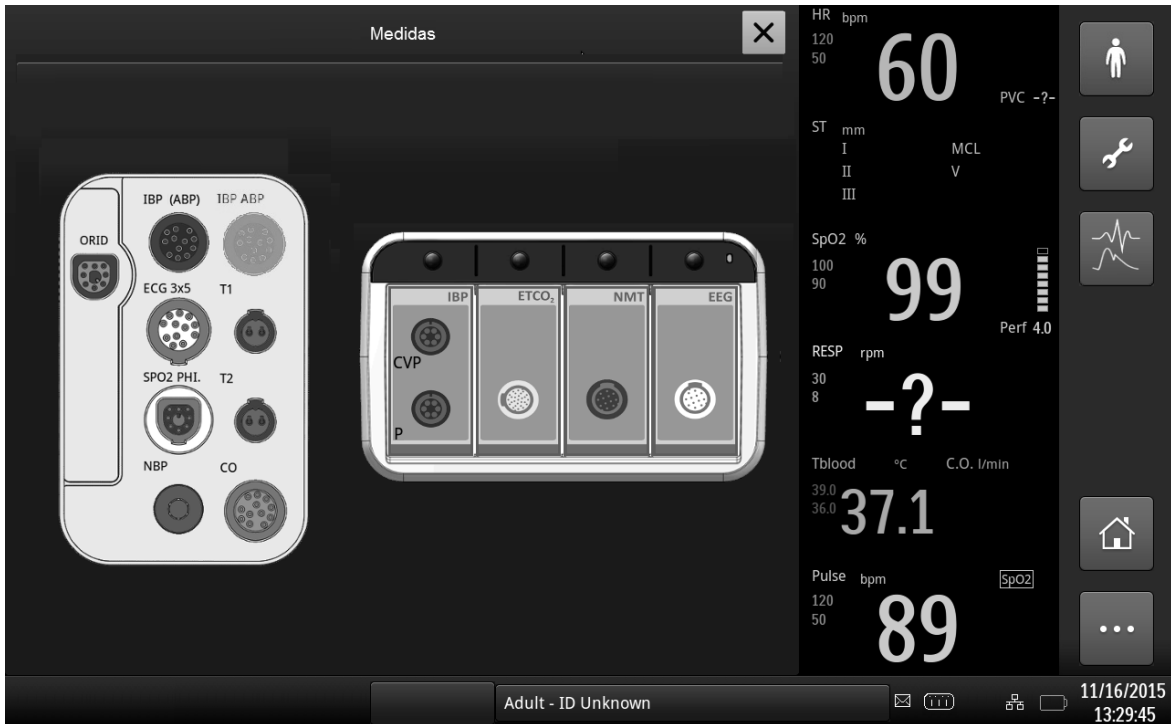 Medidas
IBP (ABP) IBP ABP
ORID
ECG 3x5 T1
SPO2 PHI. T2
NBP CO
IBP ETCO₂ NMT EEG
CVP
P
HR bpm
120
50
60
PVC -?-
ST mm
I MCL
II V
III
SpO2 %
100
90
99
Perf 4.0
RESP rpm
30
8
-?-
Tblood °C C.O. l/min
39.0
36.0
37.1
Pulse bpm SpO2
120
50
89
Adult - ID Unknown
11/16/2015
13:29:45